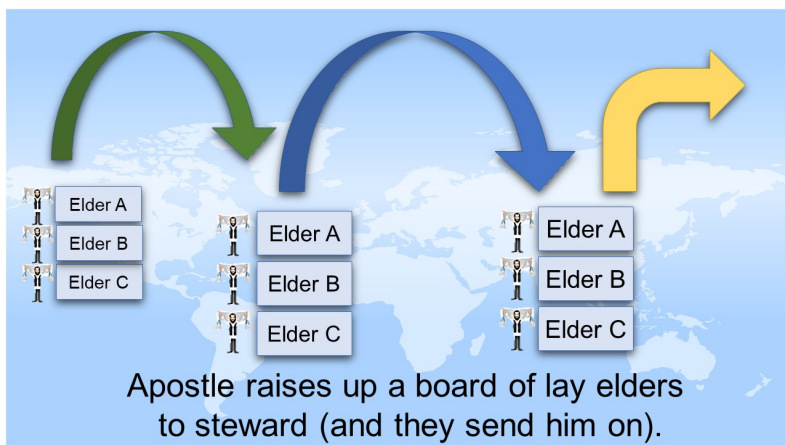 Elder A
Elder B
Elder C
Elder A
Elder B
Elder C
Elder A
Elder B
Elder C
Apostle raises up a board of lay elders
to steward (and they send him on).